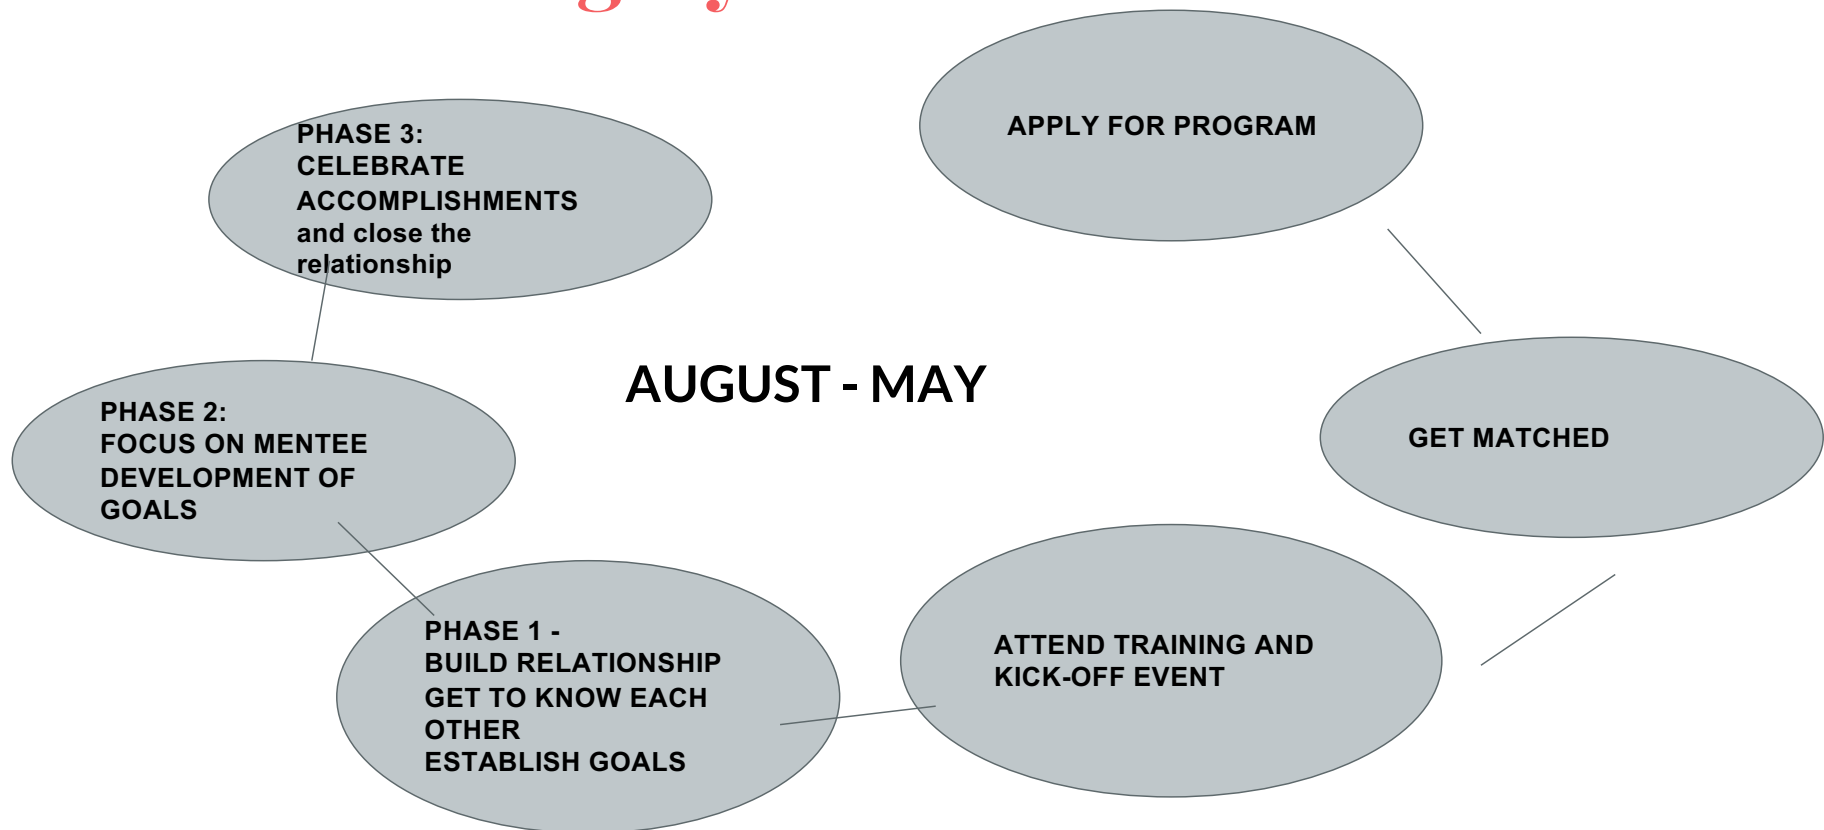 APPLY FOR PROGRAM
GET MATCHED
ATTEND TRAINING AND
KICK-OFF EVENT
PHASE 1 -
BUILD RELATIONSHIP
GET TO KNOW EACH
OTHER
ESTABLISH GOALS
PHASE 2:
FOCUS ON MENTEE
DEVELOPMENT OF
GOALS
PHASE 3:
CELEBRATE
ACCOMPLISHMENTS
and close the
relationship
AUGUST - MAY